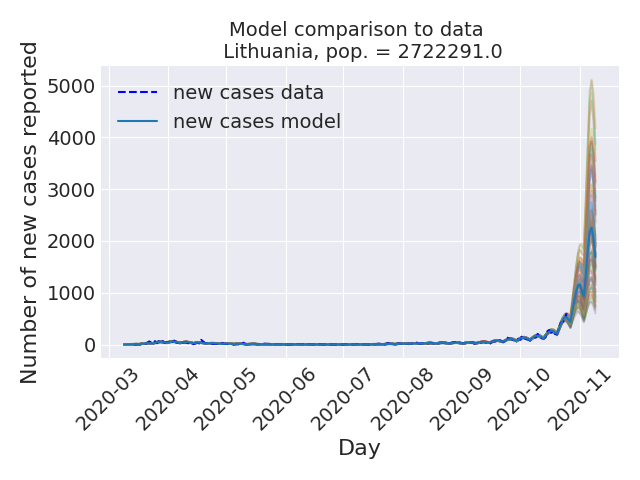 Model comparison to data
Lithuania, pop. = 2722291.0
Number of new cases reported
5000
4000
3000
2000
1000
0
new cases data
new cases model
2020-03
2020-04
2020-05
2020-06
2020-07
2020-08
2020-09
2020-10
2020-11
Day